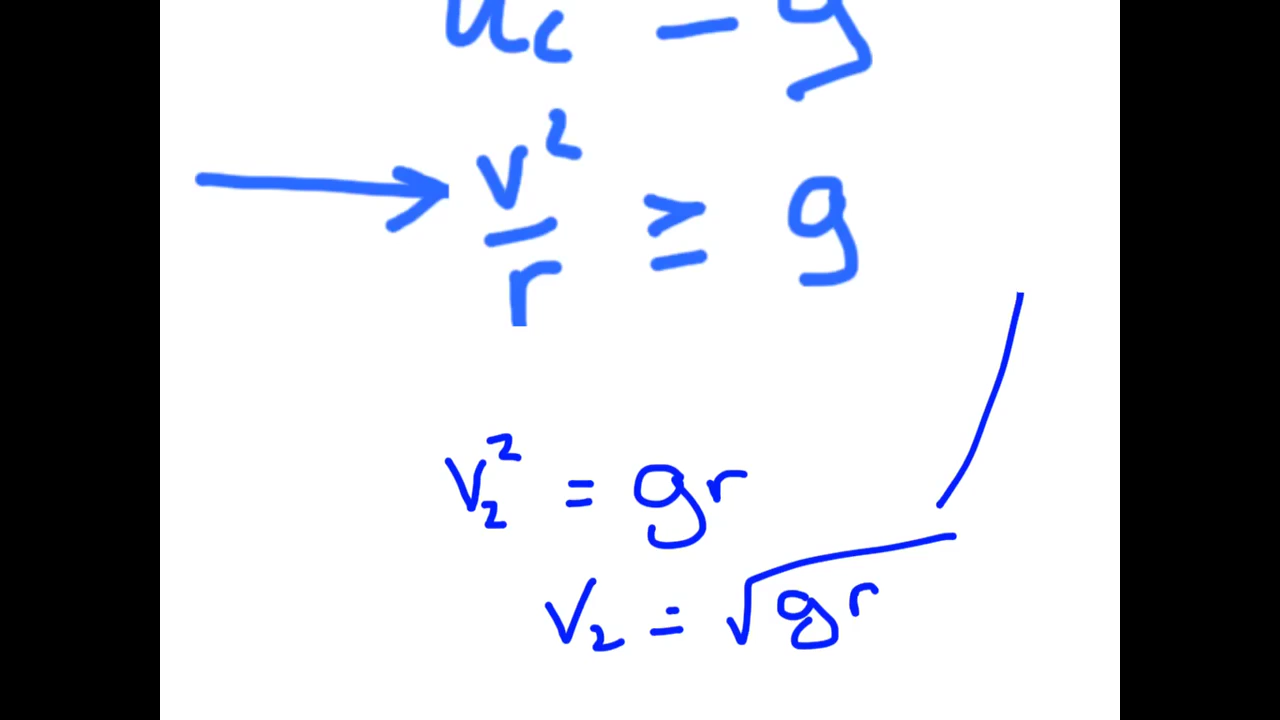 a_c = g
v²/r ≥ g
v₂² = gr
v₂ = √gr